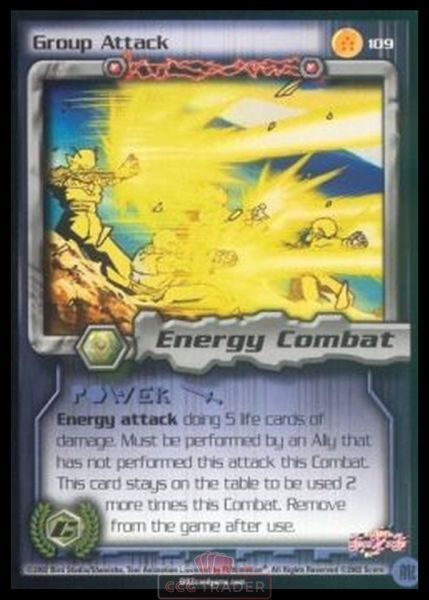 Group Attack
109
Energy Combat
POWER
Energy attack doing 5 life cards of
damage. Must be performed by an Ally that
has not performed this attack this Combat.
This card stays on the table to be used 2
more times this Combat. Remove
from the game after use.
CCG TRADER